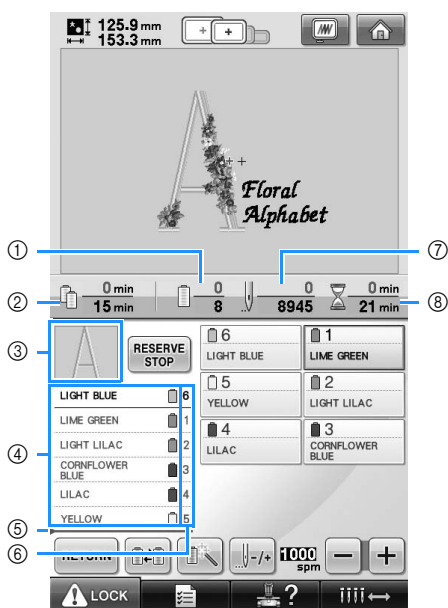 125.9 mm
153.3 mm
Floral
Alphabet
①
⑦
0 min
0
0
0 min
②
15 min
8
8945
21 min
⑧
③
RESERVE
STOP
6
LIGHT BLUE
1
LIME GREEN
5
YELLOW
2
LIGHT LILAC
4
LILAC
3
CORNFLOWER
BLUE
④
LIGHT BLUE 6
LIME GREEN 1
LIGHT LILAC 2
CORNFLOWER
BLUE 3
LILAC 4
YELLOW 5
⑤
⑥
RETURN
-/+
1000
spm
− +
LOCK
?